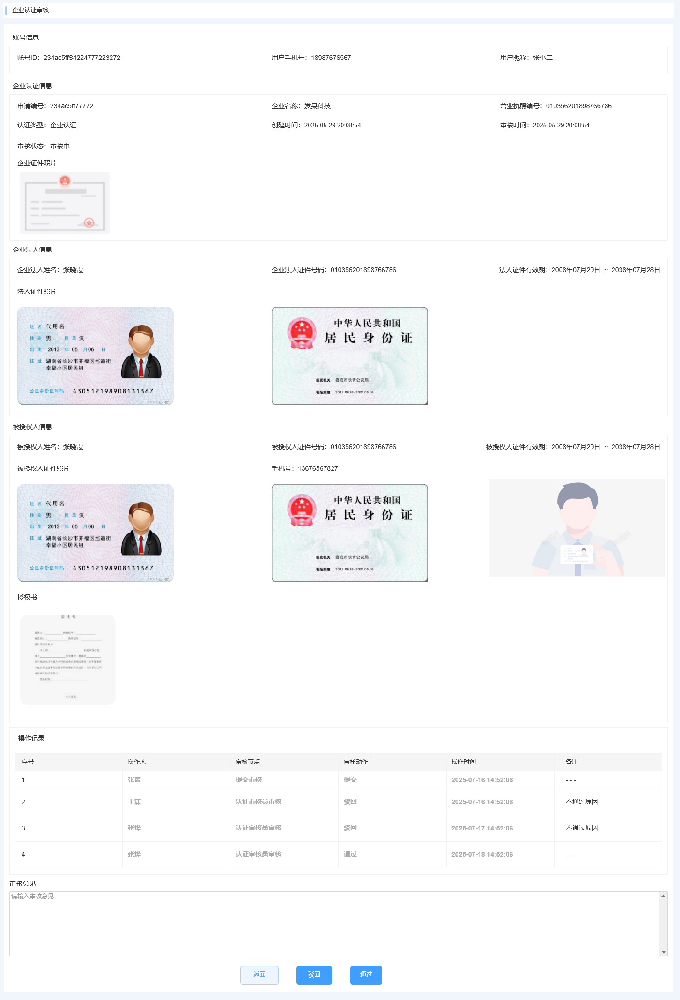 企业认证审核
账号信息
账号ID：234ac5ffS4224777223272
用户手机号：18987676567
用户昵称：张小二
企业认证信息
申请编号：234ac5ff77772
企业名称：发呆科技
营业执照编号：010356201898766786
认证类型：企业认证
创建时间：2025-05-29 20:08:54
审核时间：2025-05-29 20:08:54
审核状态：审核中
企业证件照片
企业法人信息
企业法人姓名：张晓霞
企业法人证件号码：010356201898766786
法人证件有效期：2008年07月29日 ~ 2038年07月28日
法人证件照片
姓名 代用名
性别 男 民族 汉
出生 2013 年 05 月 06 日
住址 湖南省长沙市开福区巡道街
幸福小区居民组
公民身份证号码 430512198908131367
中华人民共和国
居民身份证
签发机关 娄底市长青公安局
有效期限 2011.06.16-2021.06.16
被授权人信息
被授权人姓名：张晓霞
被授权人证件号码：010356201898766786
被授权人证件有效期：2008年07月29日 ~ 2038年07月28日
被授权人证件照片
手机号：13676567827
姓名 代用名
性别 男 民族 汉
出生 2013 年 05 月 06 日
住址 湖南省长沙市开福区巡道街
幸福小区居民组
公民身份证号码 430512198908131367
中华人民共和国
居民身份证
签发机关 娄底市长青公安局
有效期限 2011.06.16-2021.06.16
授权书
委 托 书
操作记录
序号 操作人 审核节点 审核动作 操作时间 备注
1 张霞 提交审核 提交 2025-07-16 14:52:06 - - -
2 王潇 认证审核员审核 驳回 2025-07-16 14:52:06 不通过原因
3 张烨 认证审核员审核 驳回 2025-07-17 14:52:06 不通过原因
4 张烨 认证审核员审核 通过 2025-07-18 14:52:06 - - -
审核意见
请输入审核意见
返回
驳回
通过